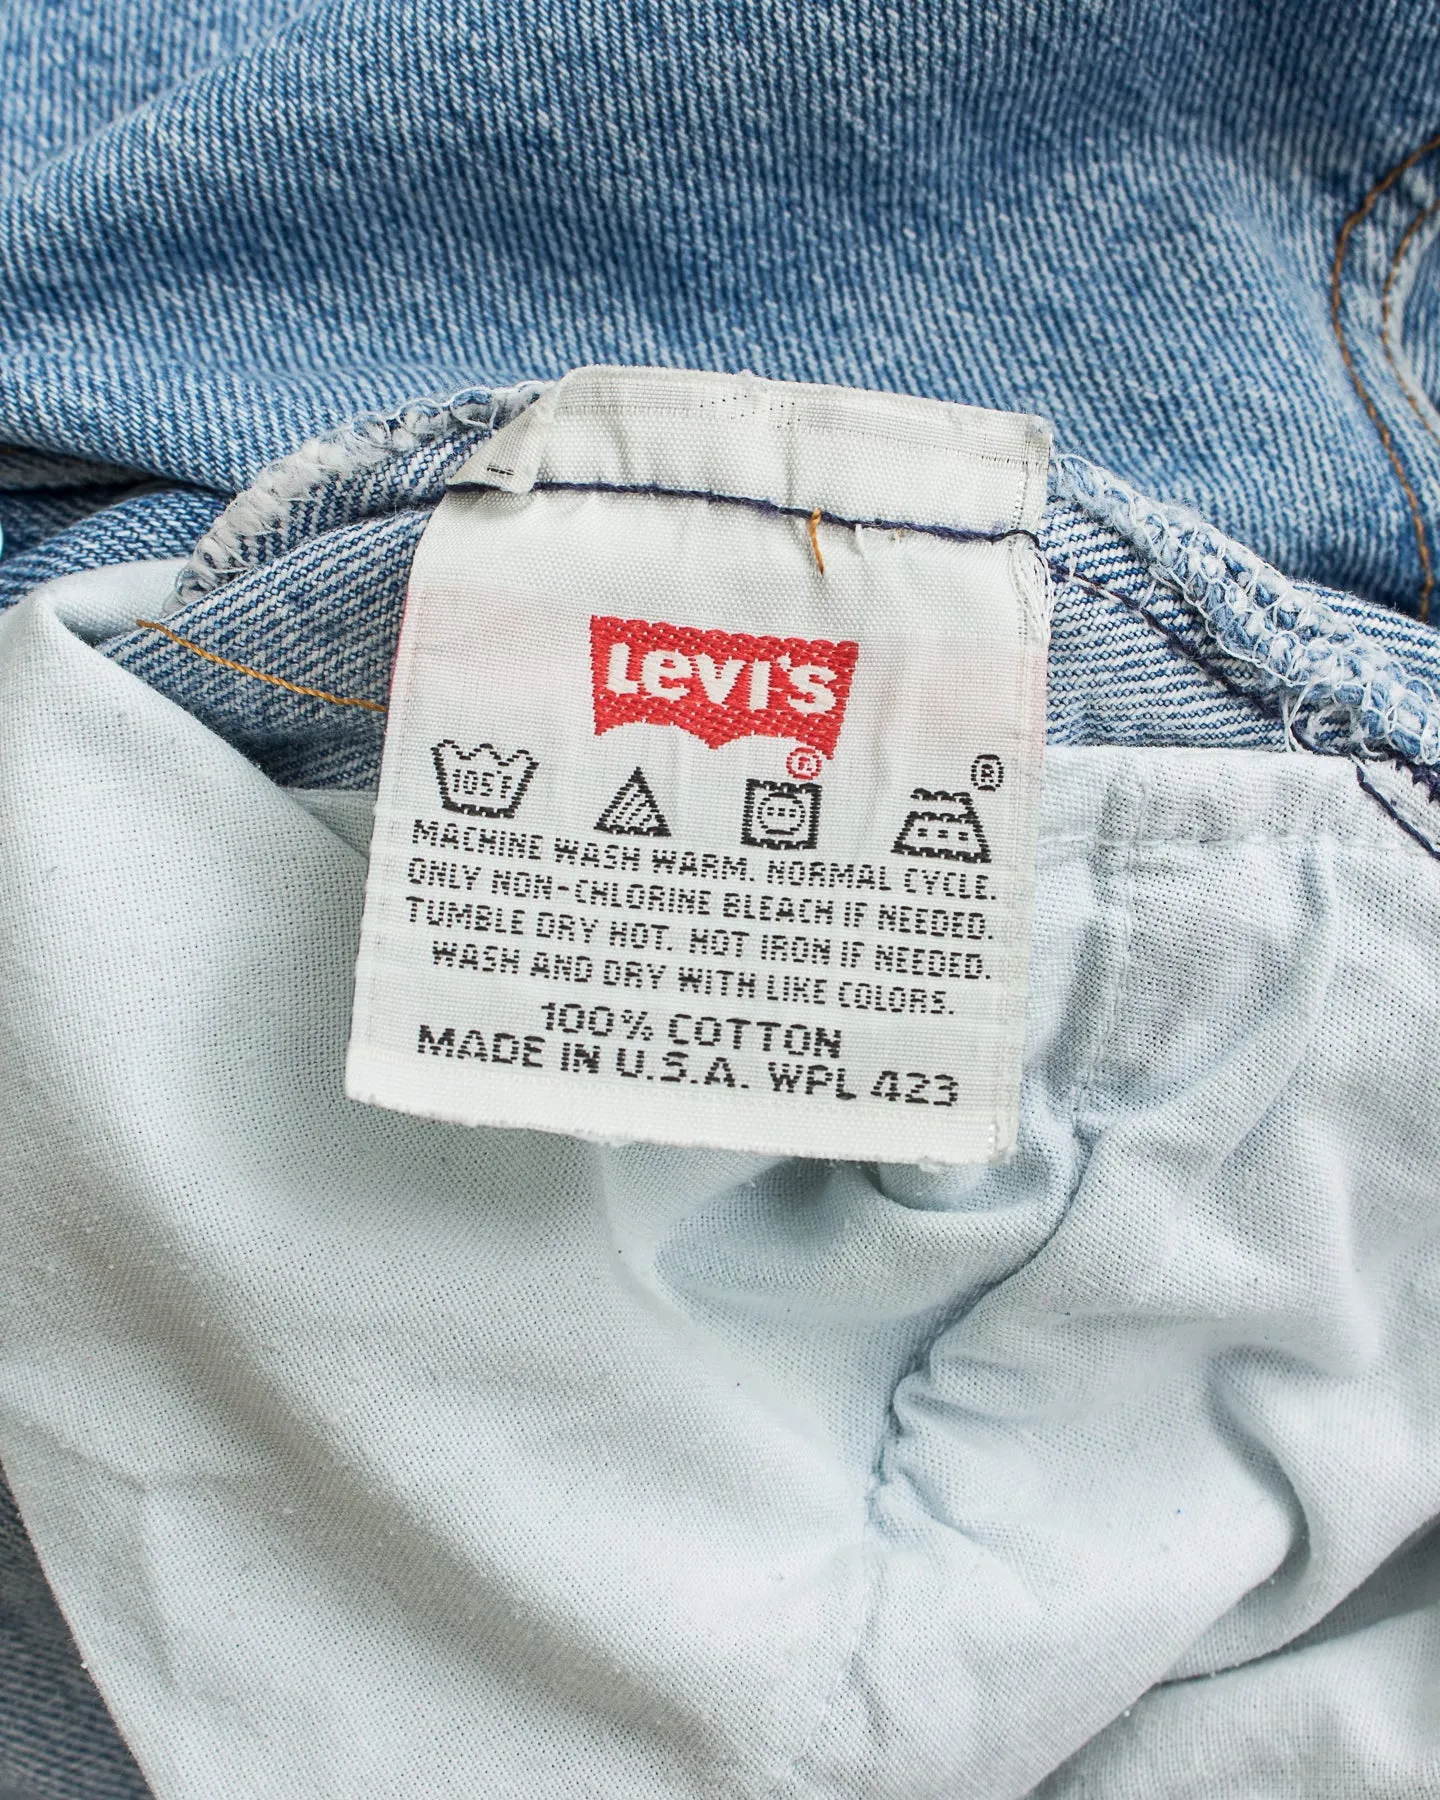 Levi's
®
®
105°F
MACHINE WASH WARM. NORMAL CYCLE.
ONLY NON-CHLORINE BLEACH IF NEEDED.
TUMBLE DRY HOT. HOT IRON IF NEEDED.
WASH AND DRY WITH LIKE COLORS.
100% COTTON
MADE IN U.S.A. WPL 423